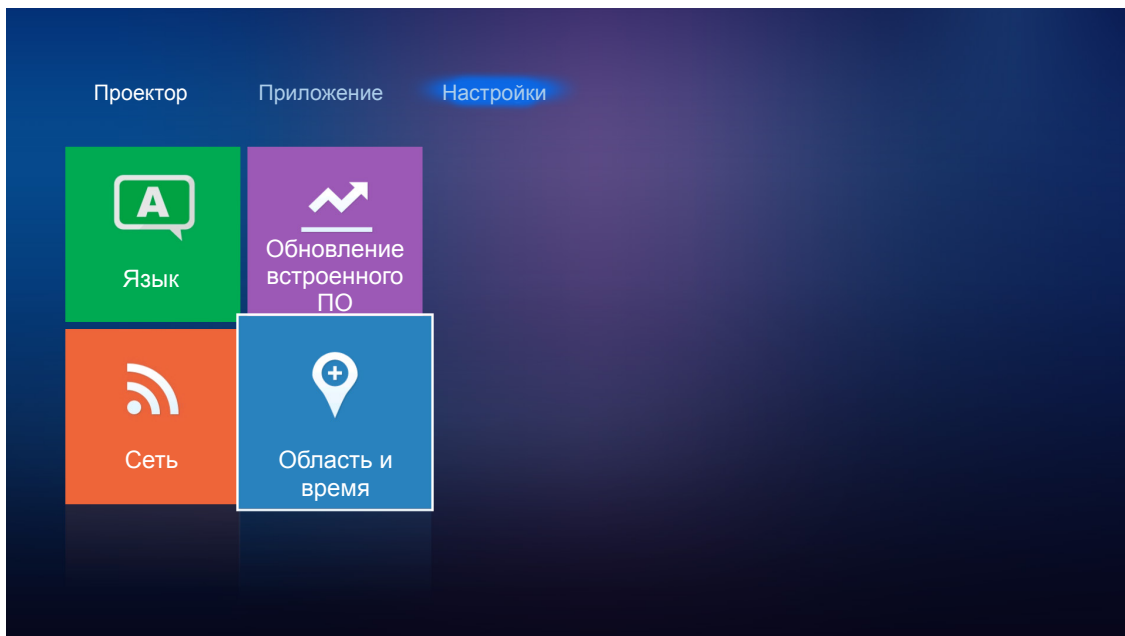 Проектор Приложение Настройки
A
Язык
Обновление
встроенного
ПО
Сеть
Область и
время